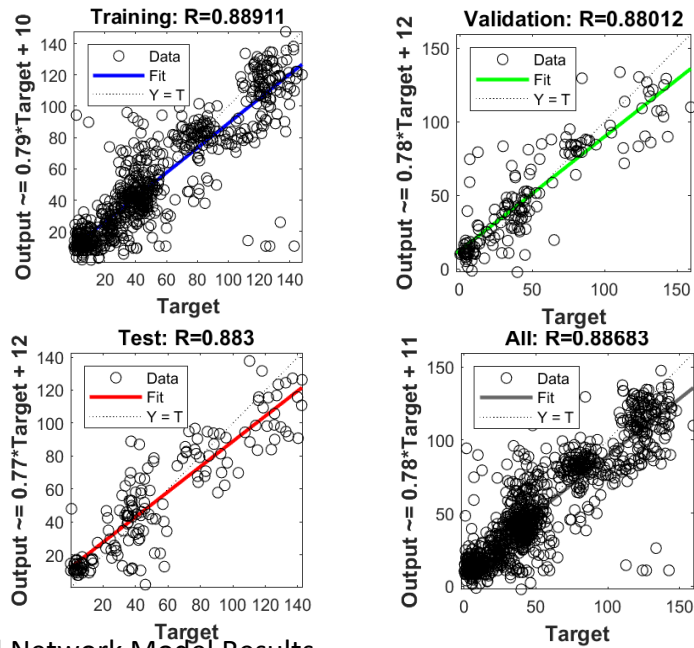 Training: R=0.88911
Output ~= 0.79*Target + 10
140
120
100
80
60
40
20
Data
Fit
Y = T
20 40 60 80 100 120 140
Target
Validation: R=0.88012
Output ~= 0.78*Target + 12
150
100
50
0
Data
Fit
Y = T
0 50 100 150
Target
Test: R=0.883
Output ~= 0.77*Target + 12
140
120
100
80
60
40
20
Data
Fit
Y = T
20 40 60 80 100 120 140
Target
All: R=0.88683
Output ~= 0.78*Target + 11
150
100
50
0
Data
Fit
Y = T
0 50 100 150
Target
Network Model Results